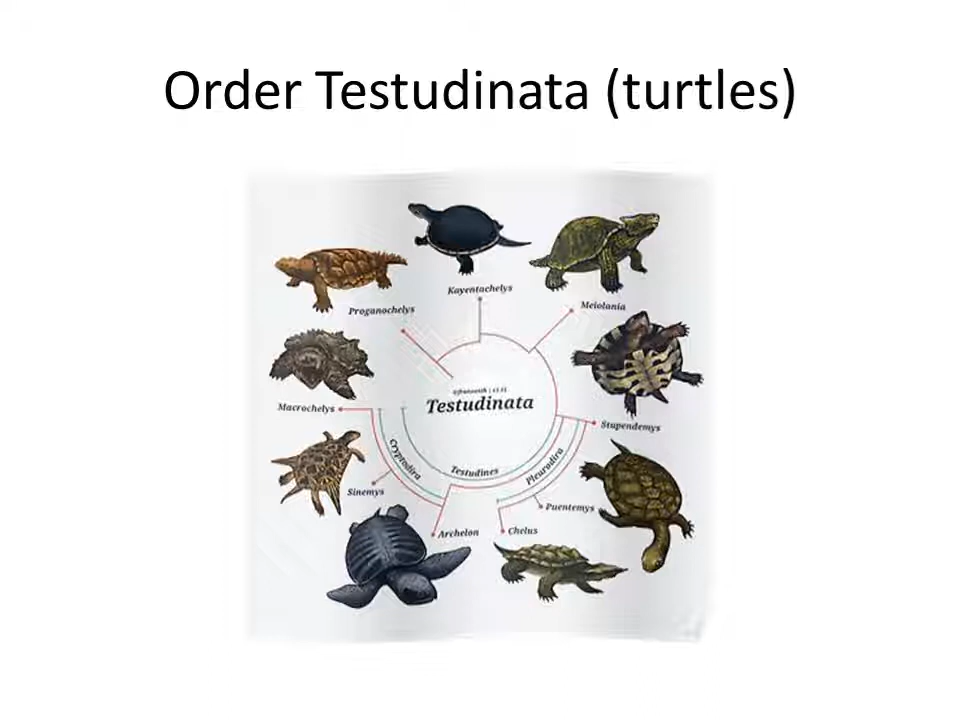 Order Testudinata (turtles)
Kayentachelys
Meiolania
Proganochelys
Macrochelys
Testudinata
Stupendemys
Cryptodira
Testudines
Pleurodira
Sinemys
Puentemys
Archelon
Chelus